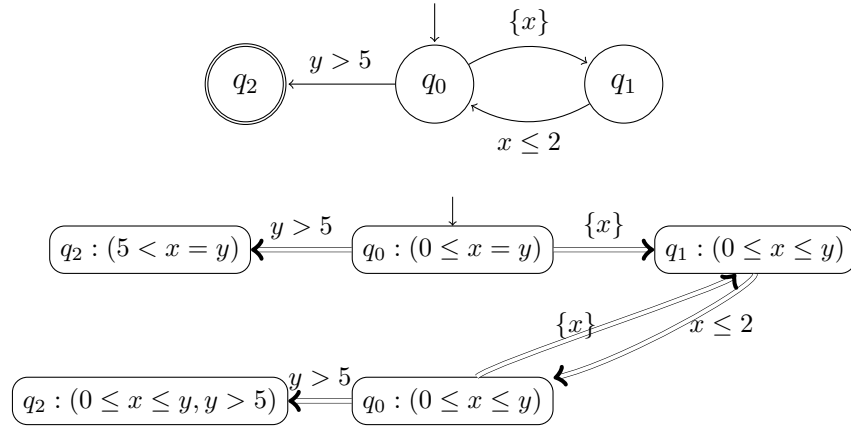 {x}
y > 5
q₂
q₀
q₁
x ≤ 2
y > 5
{x}
q₂ : (5 < x = y)
q₀ : (0 ≤ x = y)
q₁ : (0 ≤ x ≤ y)
{x}
x ≤ 2
y > 5
q₂ : (0 ≤ x ≤ y, y > 5)
q₀ : (0 ≤ x ≤ y)